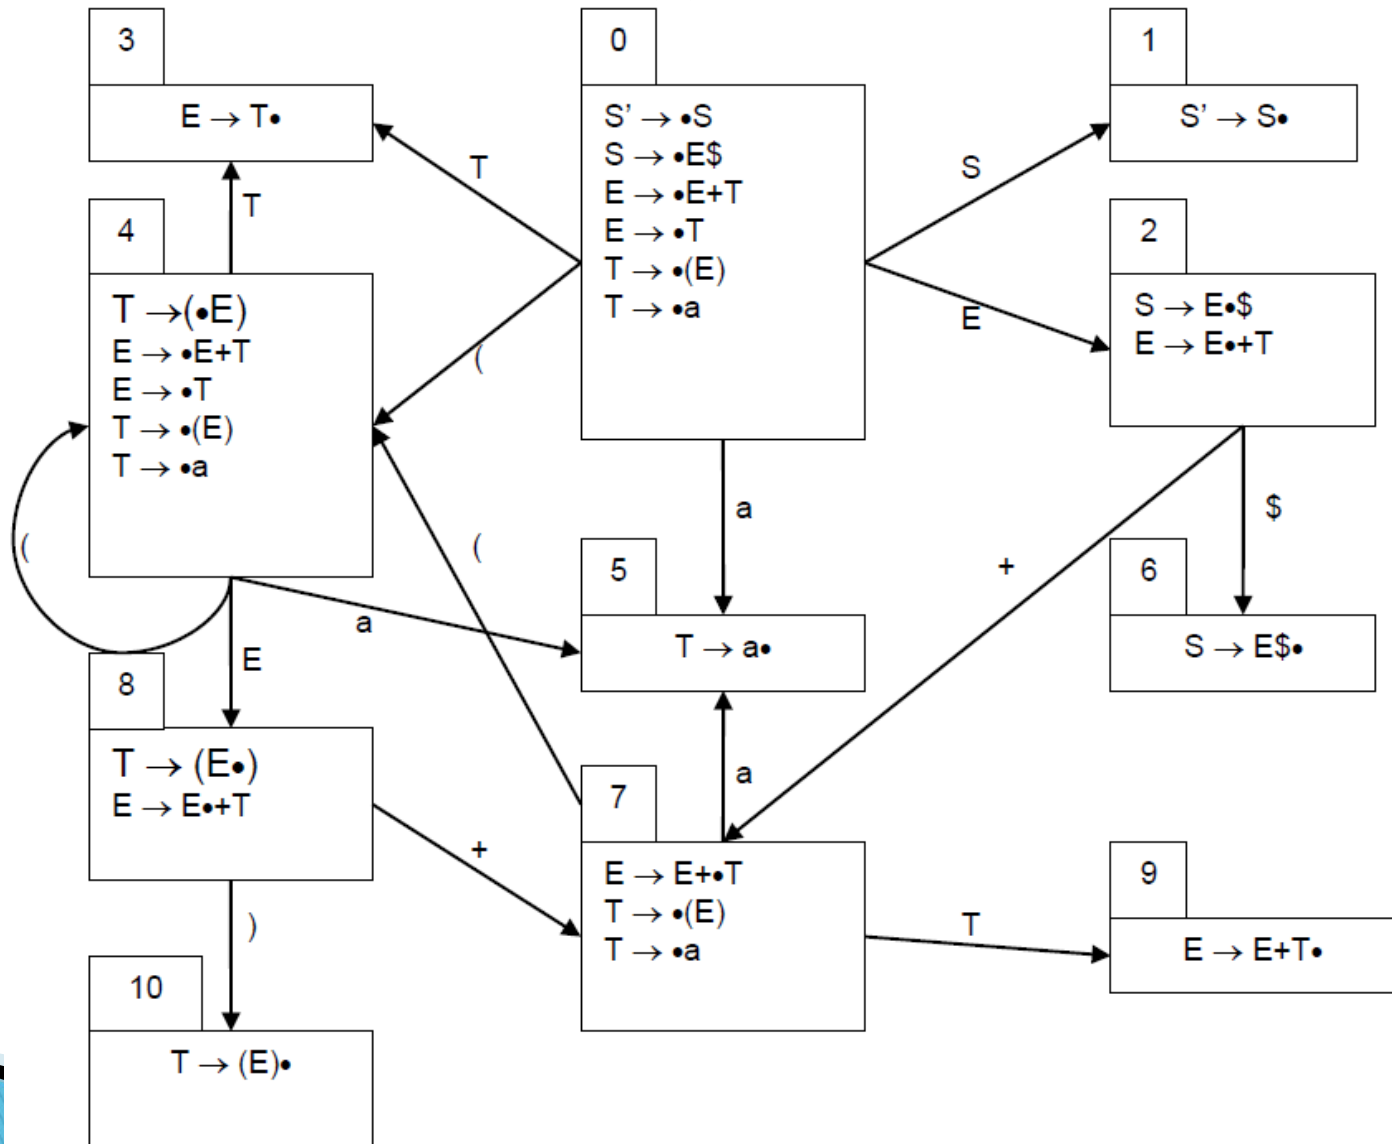 3
E → T•
0
S’ → •S
S → •E$
E → •E+T
E → •T
T → •(E)
T → •a
1
S’ → S•
T
S
T
4
T →(•E)
E → •E+T
E → •T
T → •(E)
T → •a
2
S → E•$
E → E•+T
E
(
a
$
(
(
+
5
T → a•
6
S → E$•
a
E
8
T → (E•)
E → E•+T
a
7
E → E+•T
T → •(E)
T → •a
+
T
9
E → E+T•
)
10
T → (E)•